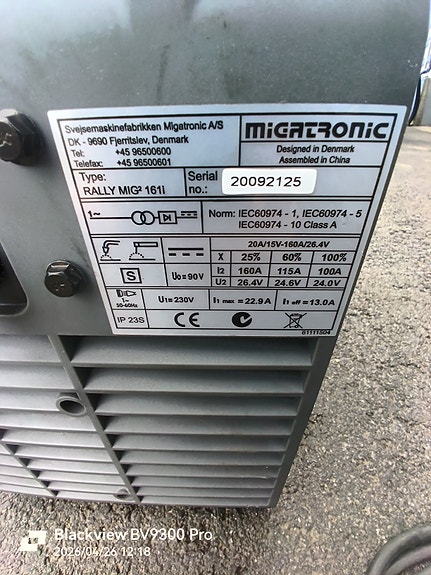 Svejsemaskinefabrikken Migatronic A/S
DK - 9690 Fjerritslev, Denmark
Tel: +45 96500600
Telefax: +45 96500601
MIGATRONIC
Designed in Denmark
Assembled in China
Type:
RALLY MIG² 161i
Serial no.: 20092125
1~
Norm: IEC60974 - 1, IEC60974 - 5
IEC60974 - 10 Class A
20A/15V-160A/26.4V
X 25% 60% 100%
S U₀ = 90V
I2 160A 115A 100A
U2 26.4V 24.6V 24.0V
1~
50-60Hz
U1 = 230V
I1 max = 22.9A
I1 eff = 13.0A
IP 23S
CE
61111504
Blackview BV9300 Pro
2026/04/26 12:18